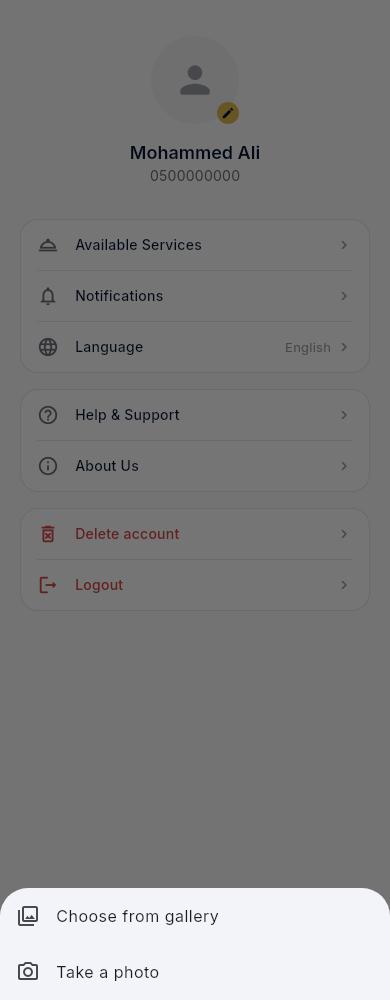 Mohammed Ali
0500000000
Available Services
Notifications
Language English
Help & Support
About Us
Delete account
Logout
Choose from gallery
Take a photo